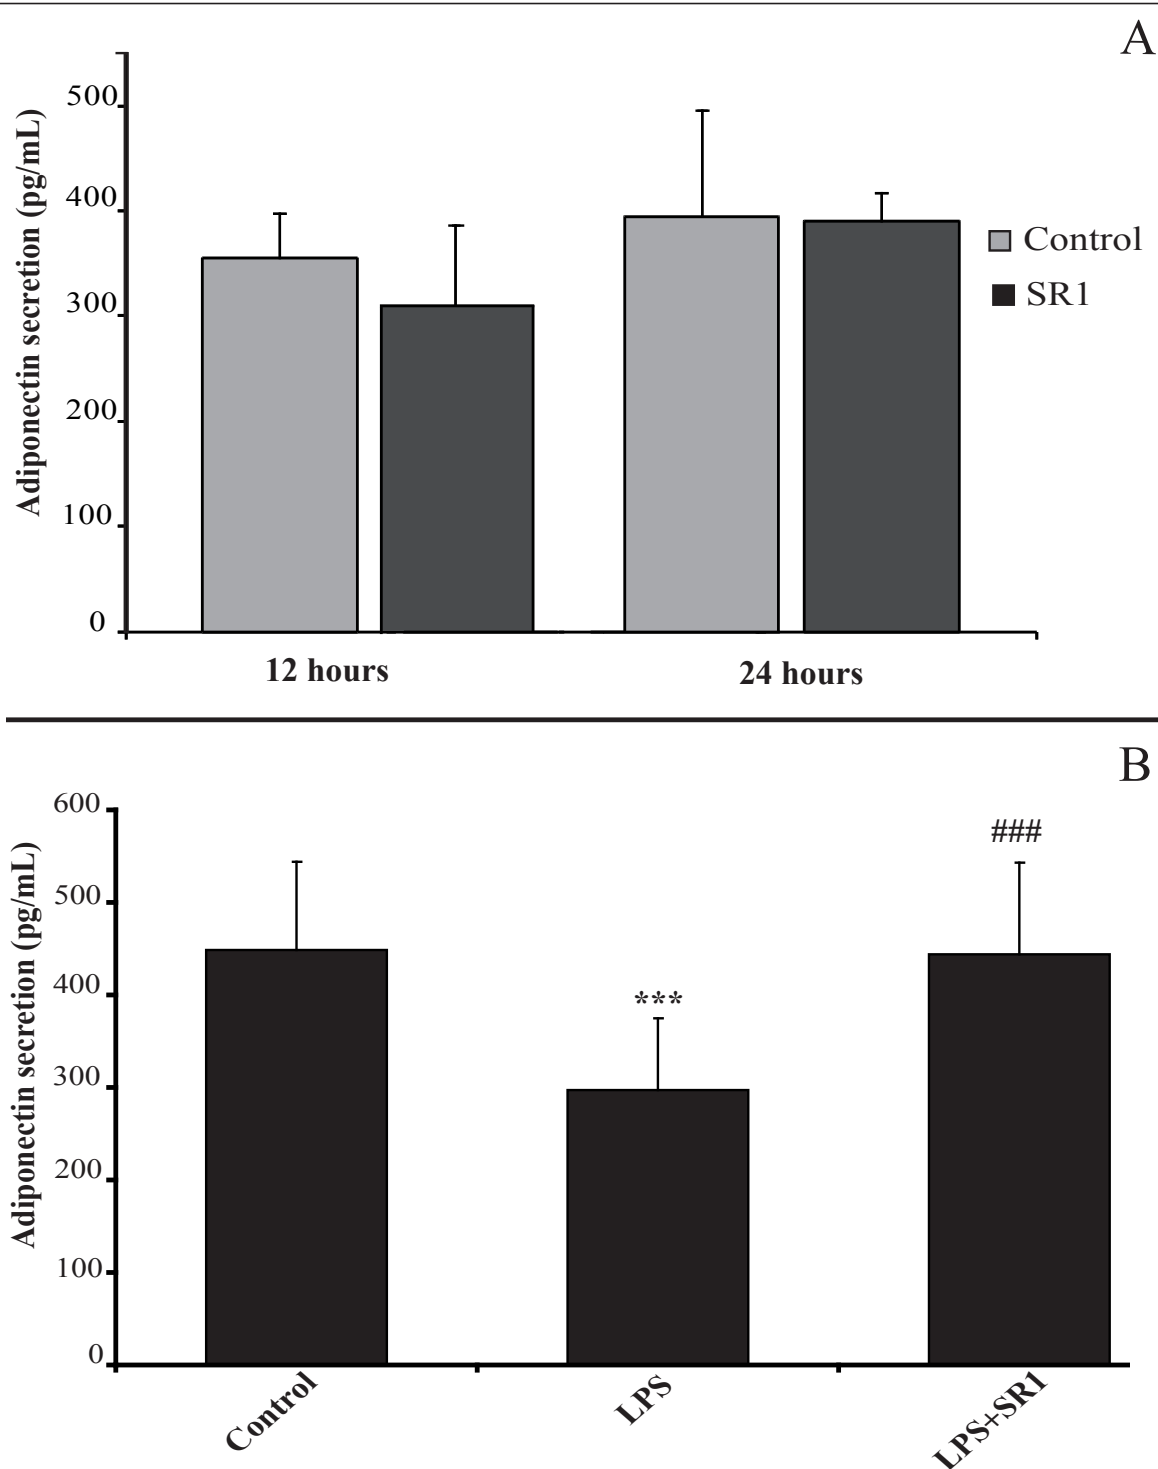 A
Adiponectin secretion (pg/mL)
500
400
300
200
100
0
12 hours
24 hours
Control
SR1
B
Adiponectin secretion (pg/mL)
600
500
400
300
200
100
0
***
###
Control
LPS
LPS+SR1